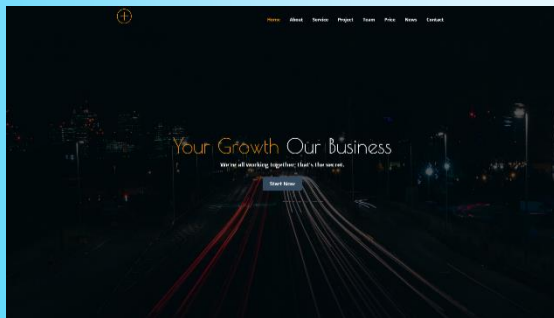 Home About Service Project Team Price News Contact
Your Growth Our Business
We're all working together; that's the secret.
Start Now